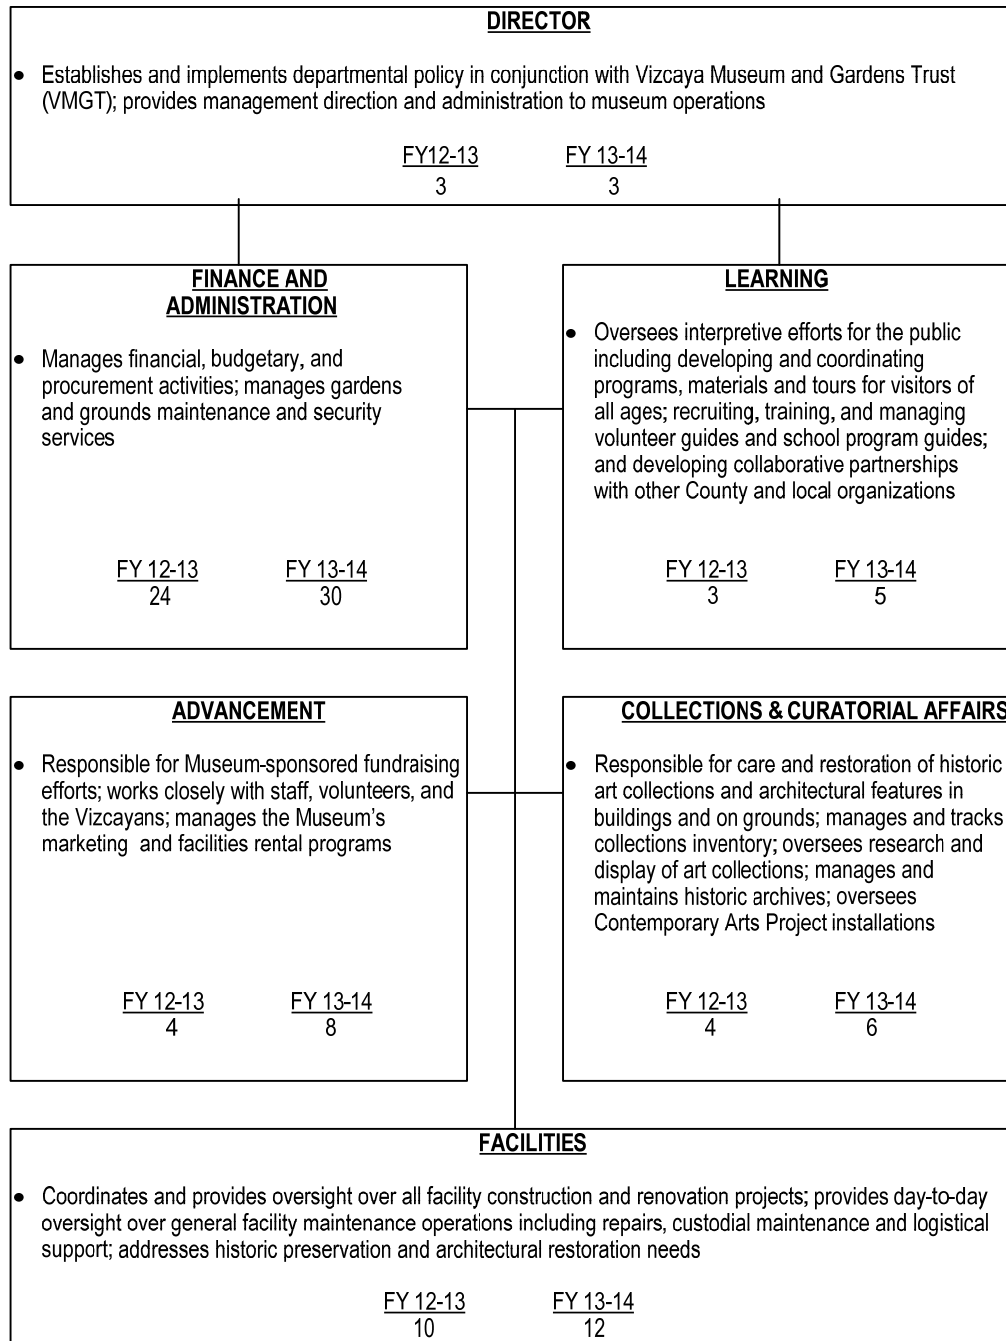 DIRECTOR
• Establishes and implements departmental policy in conjunction with Vizcaya Museum and Gardens Trust
(VMGT); provides management direction and administration to museum operations
FY12-13 FY 13-14
3 3
FINANCE AND
ADMINISTRATION
• Manages financial, budgetary, and
procurement activities; manages gardens
and grounds maintenance and security
services
FY 12-13 FY 13-14
24 30
LEARNING
• Oversees interpretive efforts for the public
including developing and coordinating
programs, materials and tours for visitors of
all ages; recruiting, training, and managing
volunteer guides and school program guides;
and developing collaborative partnerships
with other County and local organizations
FY 12-13 FY 13-14
3 5
ADVANCEMENT
• Responsible for Museum-sponsored fundraising
efforts; works closely with staff, volunteers, and
the Vizcayans; manages the Museum's
marketing and facilities rental programs
FY 12-13 FY 13-14
4 8
COLLECTIONS & CURATORIAL AFFAIRS
• Responsible for care and restoration of historic
art collections and architectural features in
buildings and on grounds; manages and tracks
collections inventory; oversees research and
display of art collections; manages and
maintains historic archives; oversees
Contemporary Arts Project installations
FY 12-13 FY 13-14
4 6
FACILITIES
• Coordinates and provides oversight over all facility construction and renovation projects; provides day-to-day
oversight over general facility maintenance operations including repairs, custodial maintenance and logistical
support; addresses historic preservation and architectural restoration needs
FY 12-13 FY 13-14
10 12